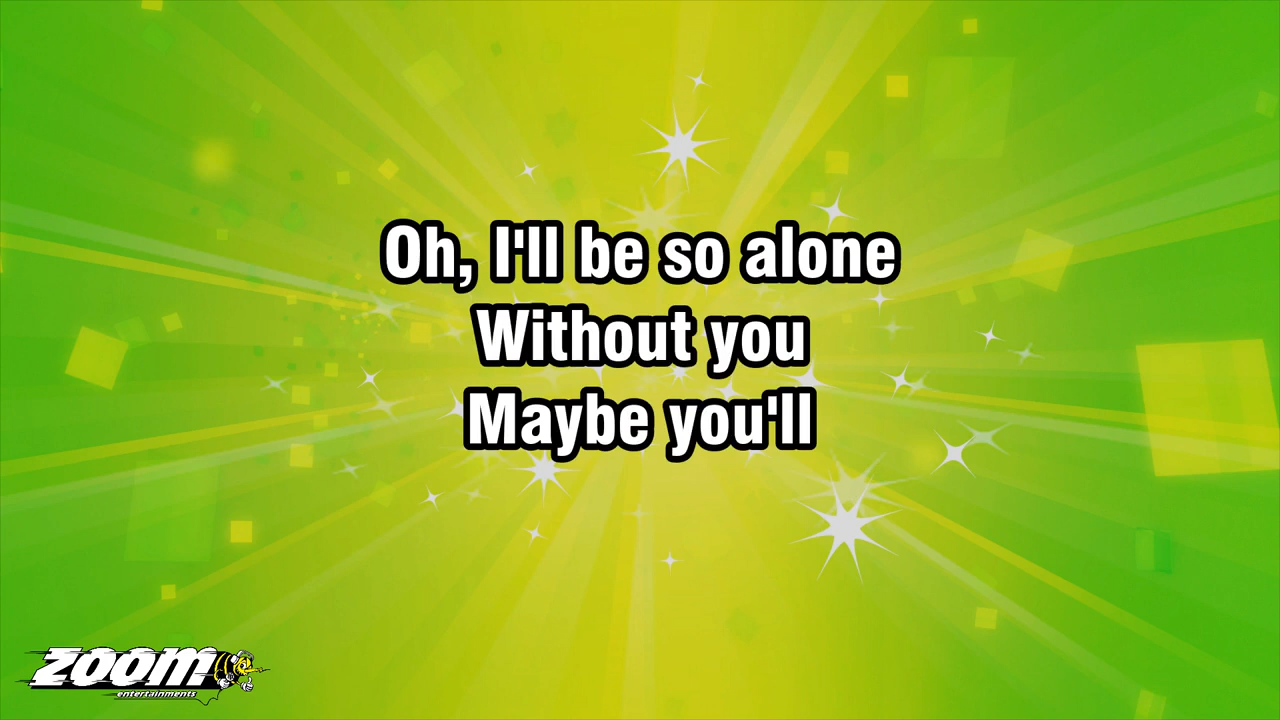 Oh, I'll be so alone
Without you
Maybe you'll
ZOOM
entertainments